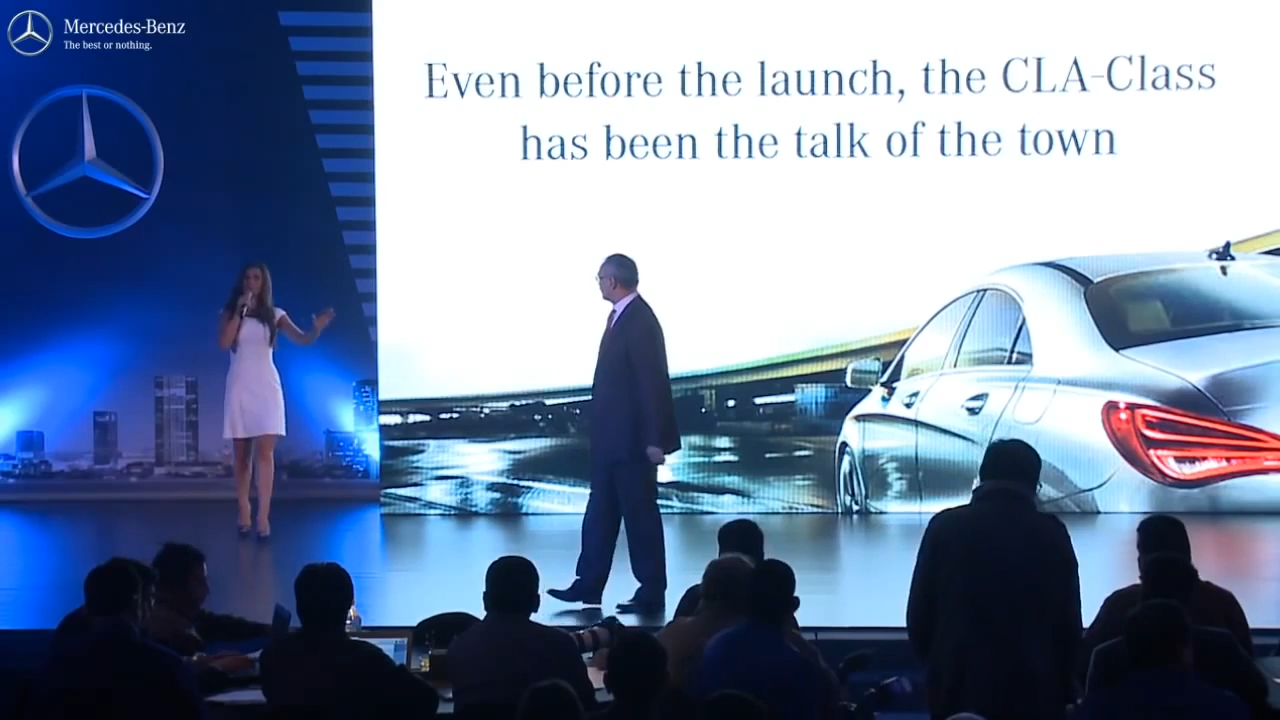 Mercedes-Benz
The best or nothing.
Even before the launch, the CLA-Class
has been the talk of the town